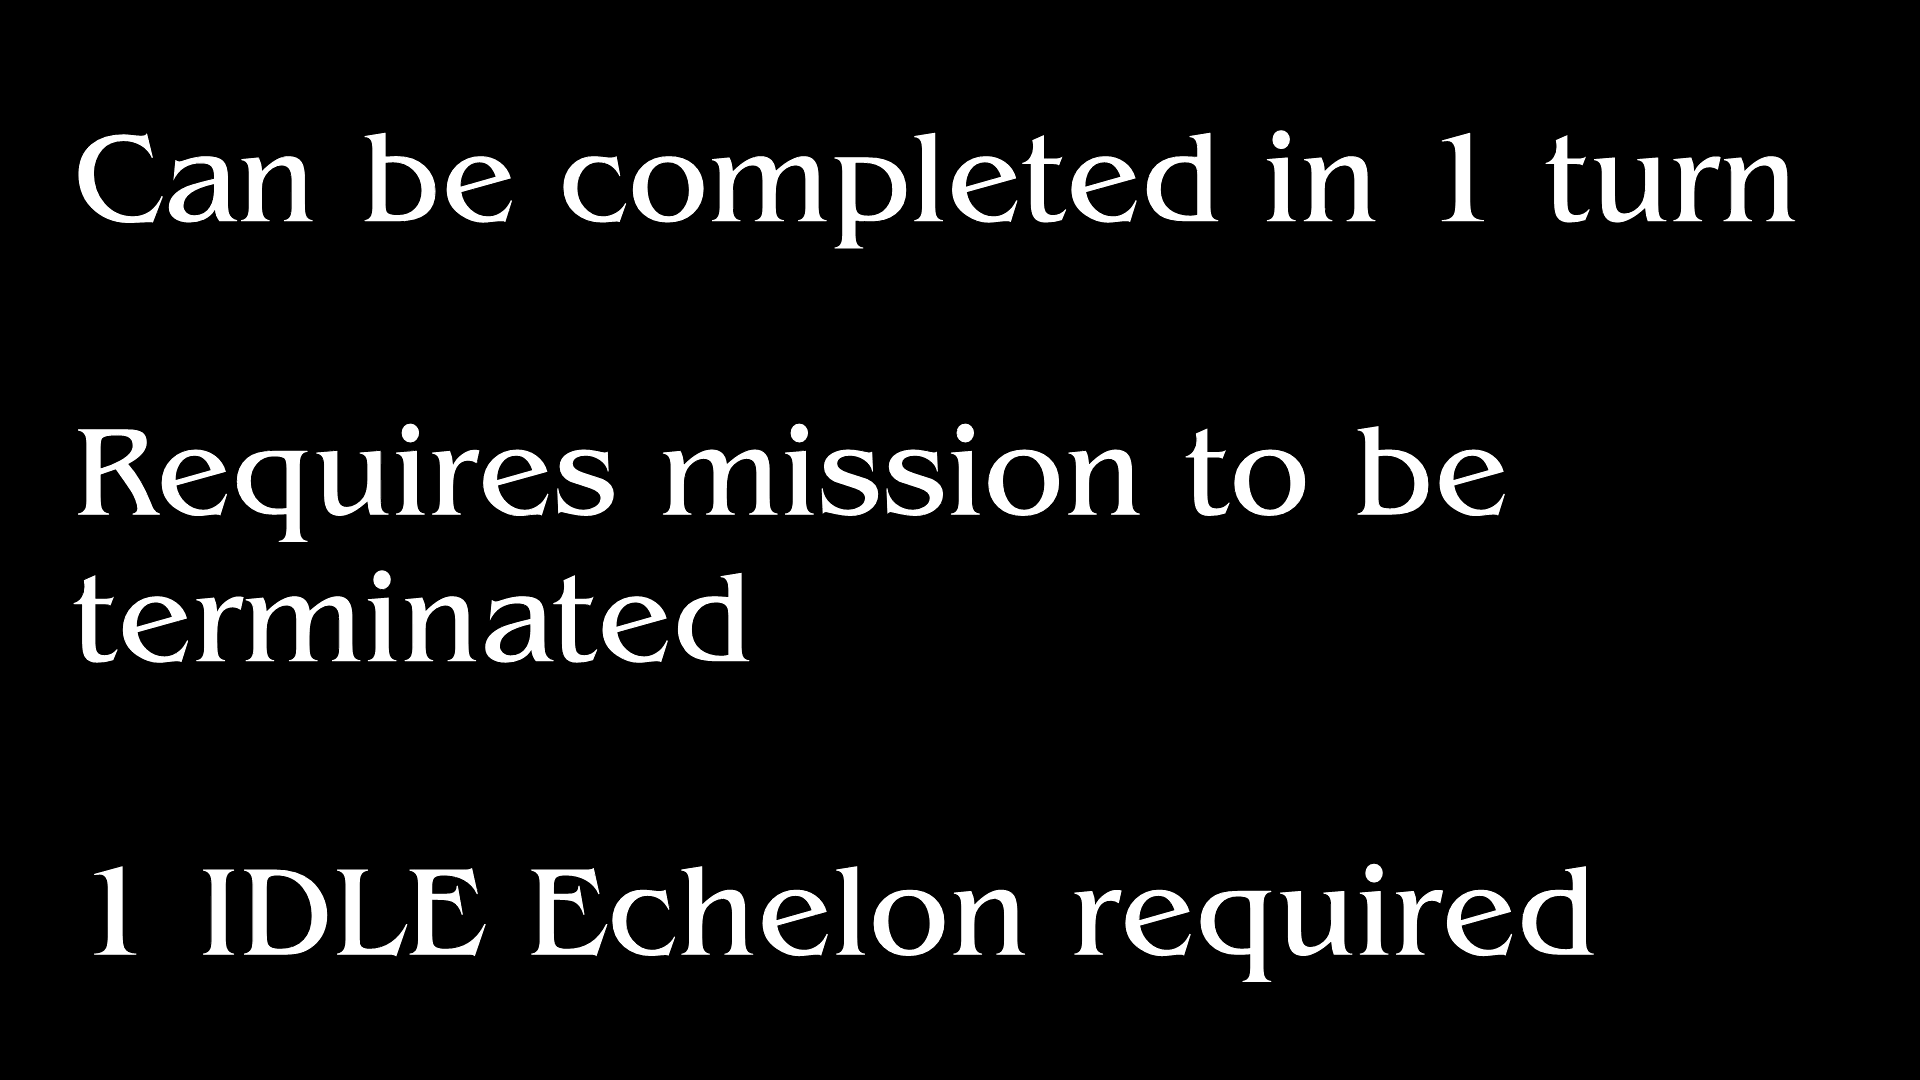 Can be completed in 1 turn
Requires mission to be
terminated
1 IDLE Echelon required